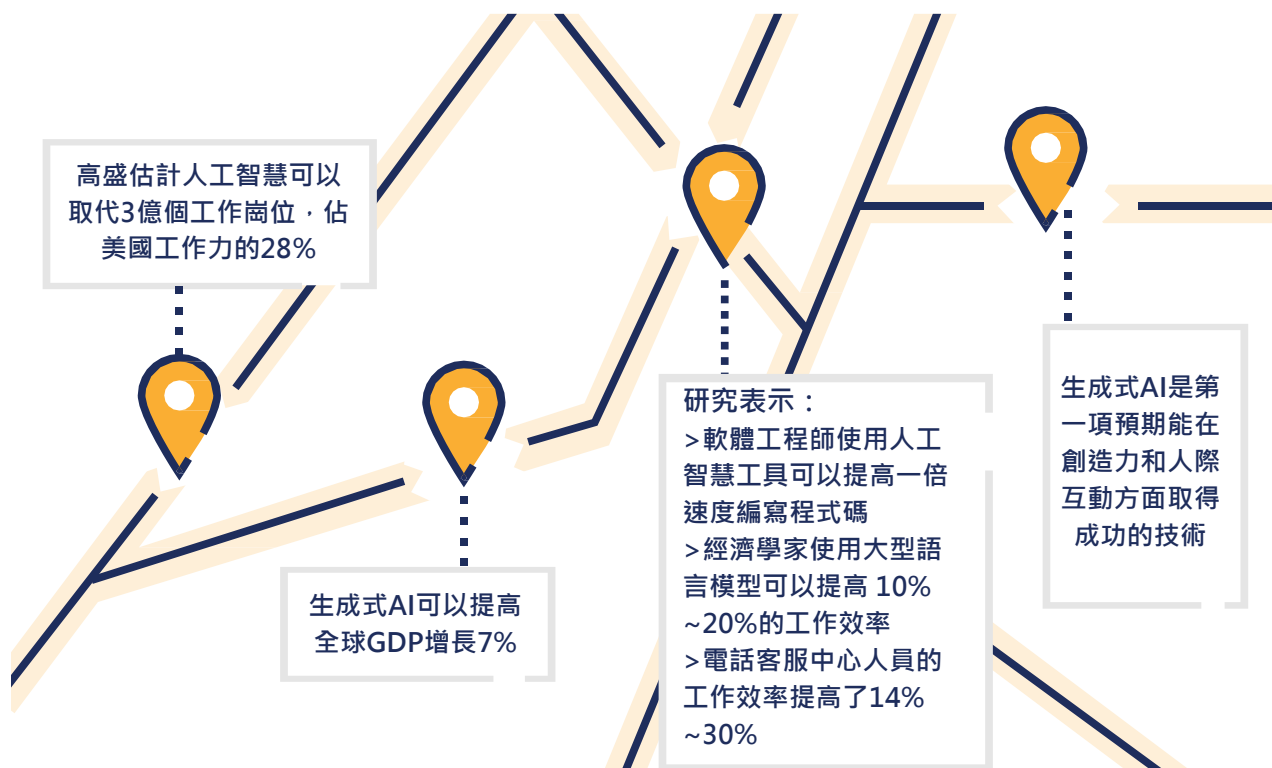 高盛估計人工智慧可以
取代3億個工作崗位，佔
美國工作力的28%
生成式AI可以提高
全球GDP增長7%
研究表示：
>軟體工程師使用人工
智慧工具可以提高一倍
速度編寫程式碼
>經濟學家使用大型語
言模型可以提高 10%
~20%的工作效率
>電話客服中心人員的
工作效率提高了14%
~30%
生成式AI是第
一項預期能在
創造力和人際
互動方面取得
成功的技術